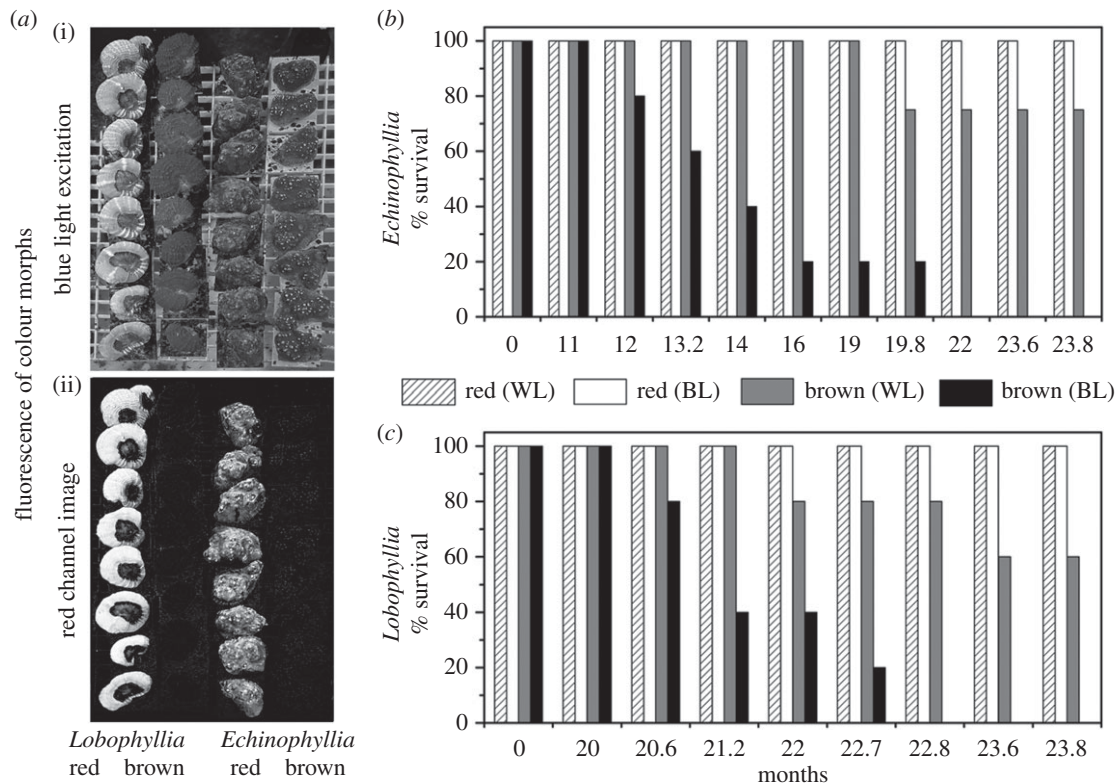 (a)
(i)
fluorescence of colour morphs
blue light excitation
(ii)
red channel image
Lobophyllia Echinophyllia
red brown red brown
(b)
Echinophyllia
% survival
100
80
60
40
20
0
0 11 12 13.2 14 16 19 19.8 22 23.6 23.8
red (WL) red (BL) brown (WL) brown (BL)
(c)
Lobophyllia
% survival
100
80
60
40
20
0
0 20 20.6 21.2 22 22.7 22.8 23.6 23.8
months